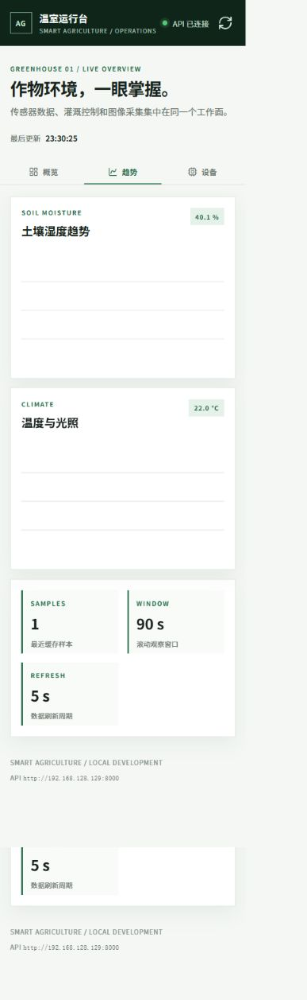 AG
温室运行台
SMART AGRICULTURE / OPERATIONS
API 已连接
GREENHOUSE 01 / LIVE OVERVIEW
作物环境，一眼掌握。
传感器数据、灌溉控制和图像采集集中在同一个工作面。
最后更新 23:30:25
概览
趋势
设备
SOIL MOISTURE
40.1 %
土壤湿度趋势
CLIMATE
22.0 °C
温度与光照
SAMPLES
1
最近缓存样本
WINDOW
90 s
滚动观察窗口
REFRESH
5 s
数据刷新周期
SMART AGRICULTURE / LOCAL DEVELOPMENT
API http://192.168.128.129:8000
5 s
数据刷新周期
SMART AGRICULTURE / LOCAL DEVELOPMENT
API http://192.168.128.129:8000